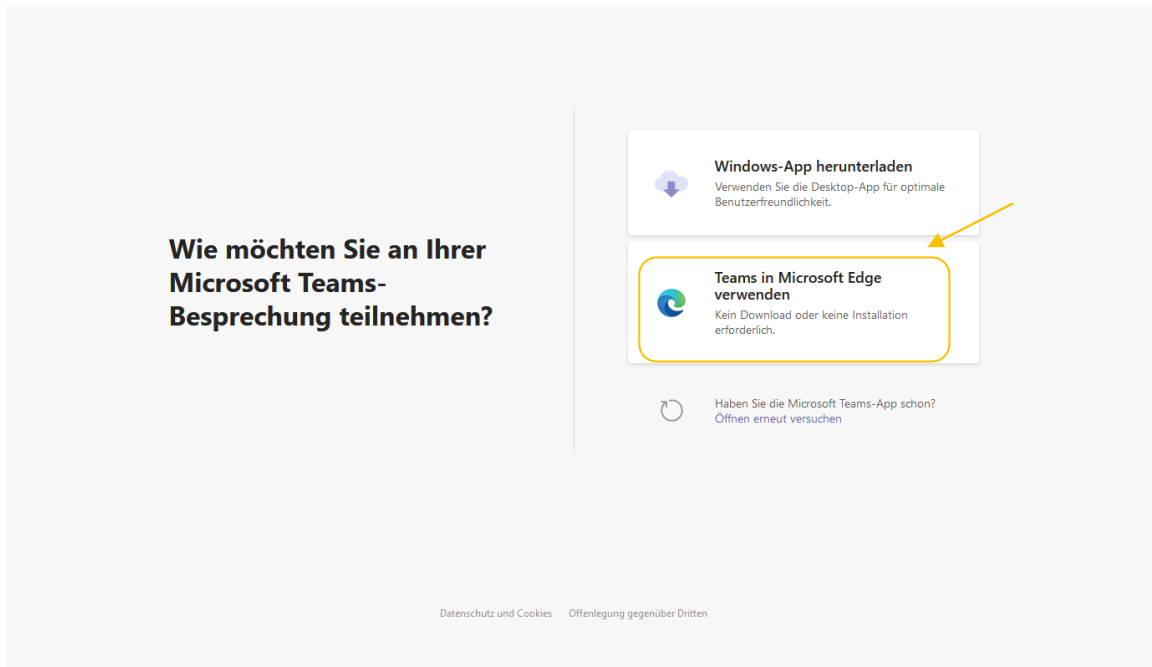 Wie möchten Sie an Ihrer
Microsoft Teams-
Besprechung teilnehmen?
Windows-App herunterladen
Verwenden Sie die Desktop-App für optimale
Benutzerfreundlichkeit.
Teams in Microsoft Edge
verwenden
Kein Download oder keine Installation
erforderlich.
Haben Sie die Microsoft Teams-App schon?
Öffnen erneut versuchen
Datenschutz und Cookies Offenlegung gegenüber Dritten